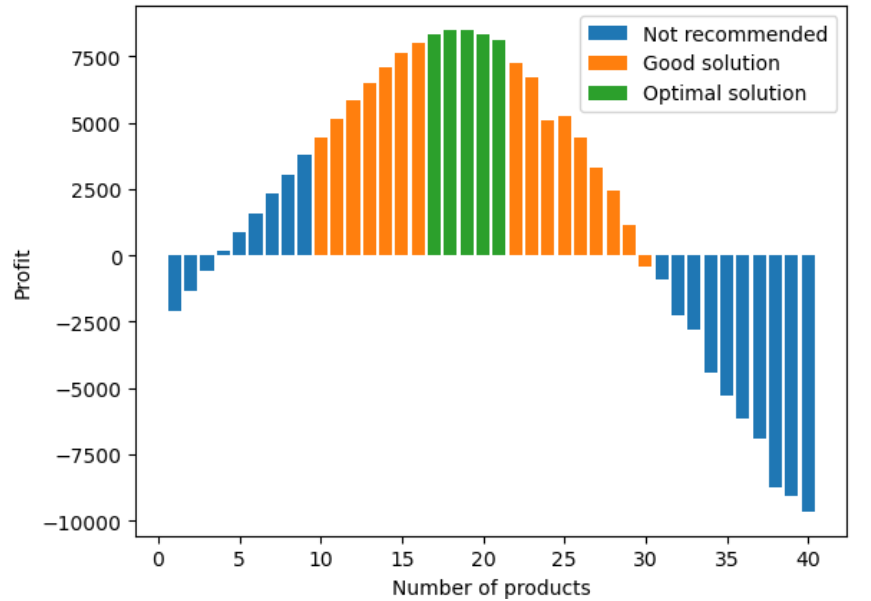 Not recommended
Good solution
Optimal solution
7500
5000
2500
0
−2500
−5000
−7500
−10000
Profit
0 5 10 15 20 25 30 35 40
Number of products